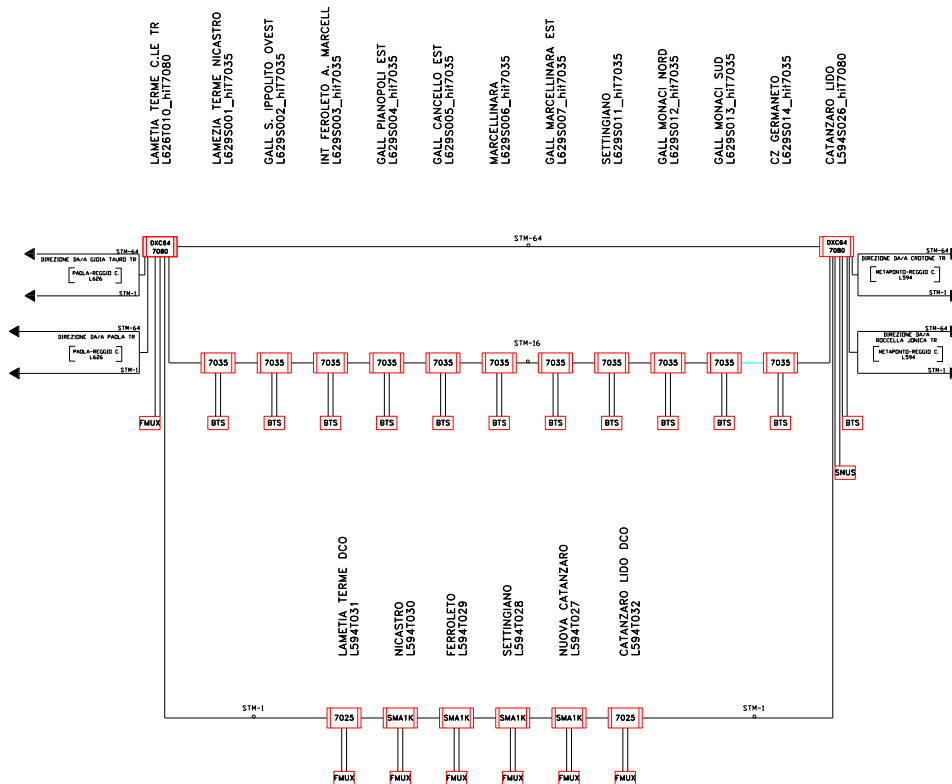 LAMETIA TERME C.LE TR
L626T010_hiT7080
LAMEZIA TERME NICASTRO
L629S001_hiT7035
GALL S. IPPOLITO OVEST
L629S002_hiT7035
INT FEROLETO A. MARCELL
L629S003_hiT7035
GALL PIANOPOLI EST
L629S004_hiT7035
GALL CANCELLO EST
L629S005_hiT7035
MARCELLINARA
L629S006_hiT7035
GALL MARCELLINARA EST
L629S007_hiT7035
SETTINGIANO
L629S011_hiT7035
GALL MONACI NORD
L629S012_hiT7035
GALL MONACI SUD
L629S013_hiT7035
CZ GERMANETO
L629S014_hiT7035
CATANZARO LIDO
L594S026_hiT7080
DXC64
7080
STM-64
DXC64
7080
STM-64
DIREZIONE DA/A GIOIA TAURO TR
PAOLA-REGGIO C.
L626
STM-1
STM-64
DIREZIONE DA/A PAOLA TR
PAOLA-REGGIO C.
L626
STM-1
STM-64
DIREZIONE DA/A CROTONE TR
METAPONTO-REGGIO C.
L594
STM-1
STM-64
DIREZIONE DA/A
ROCCELLA JONICA TR
METAPONTO-REGGIO C.
L594
STM-1
STM-16
7035
7035
7035
7035
7035
7035
7035
7035
7035
7035
7035
FMUX
BTS
BTS
BTS
BTS
BTS
BTS
BTS
BTS
BTS
BTS
BTS
BTS
SNUS
LAMETIA TERME DCO
L594T031
NICASTRO
L594T030
FERROLETO
L594T029
SETTINGIANO
L594T028
NUOVA CATANZARO
L594T027
CATANZARO LIDO DCO
L594T032
STM-1
7025
SMA1K
SMA1K
SMA1K
SMA1K
7025
STM-1
FMUX
FMUX
FMUX
FMUX
FMUX
FMUX